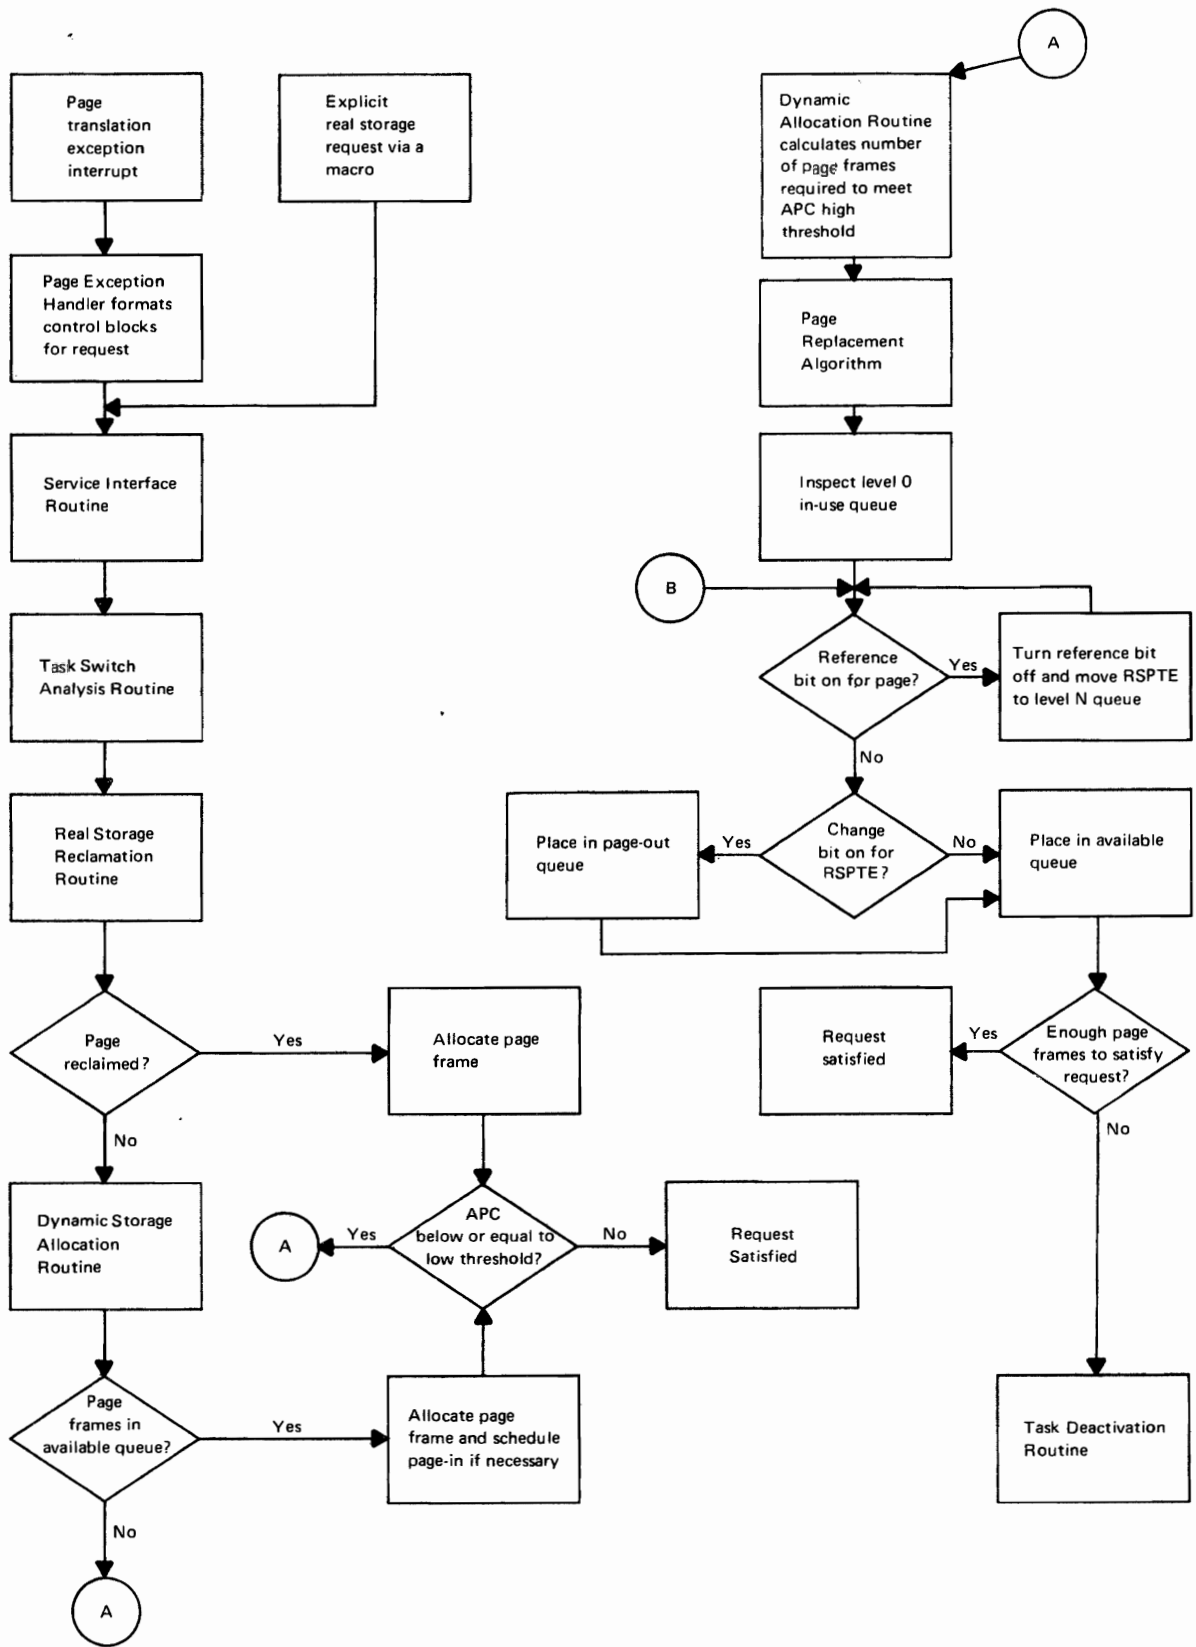 A
Page
translation
exception
interrupt
Explicit
real storage
request via a
macro
Dynamic
Allocation Routine
calculates number
of page frames
required to meet
APC high
threshold
Page Exception
Handler formats
control blocks
for request
Page
Replacement
Algorithm
Service Interface
Routine
Inspect level 0
in-use queue
B
Task Switch
Analysis Routine
Reference
bit on for page?
Yes
Turn reference bit
off and move RSPTE
to level N queue
No
Real Storage
Reclamation
Routine
Place in page-out
queue
Yes
Change
bit on for
RSPTE?
No
Place in available
queue
Page
reclaimed?
Yes
Allocate page
frame
Request
satisfied
Yes
Enough page
frames to satisfy
request?
No
No
Dynamic Storage
Allocation
Routine
A
Yes
APC
below or equal to
low threshold?
No
Request
Satisfied
Page
frames in
available queue?
Yes
Allocate page
frame and schedule
page-in if necessary
Task Deactivation
Routine
No
A